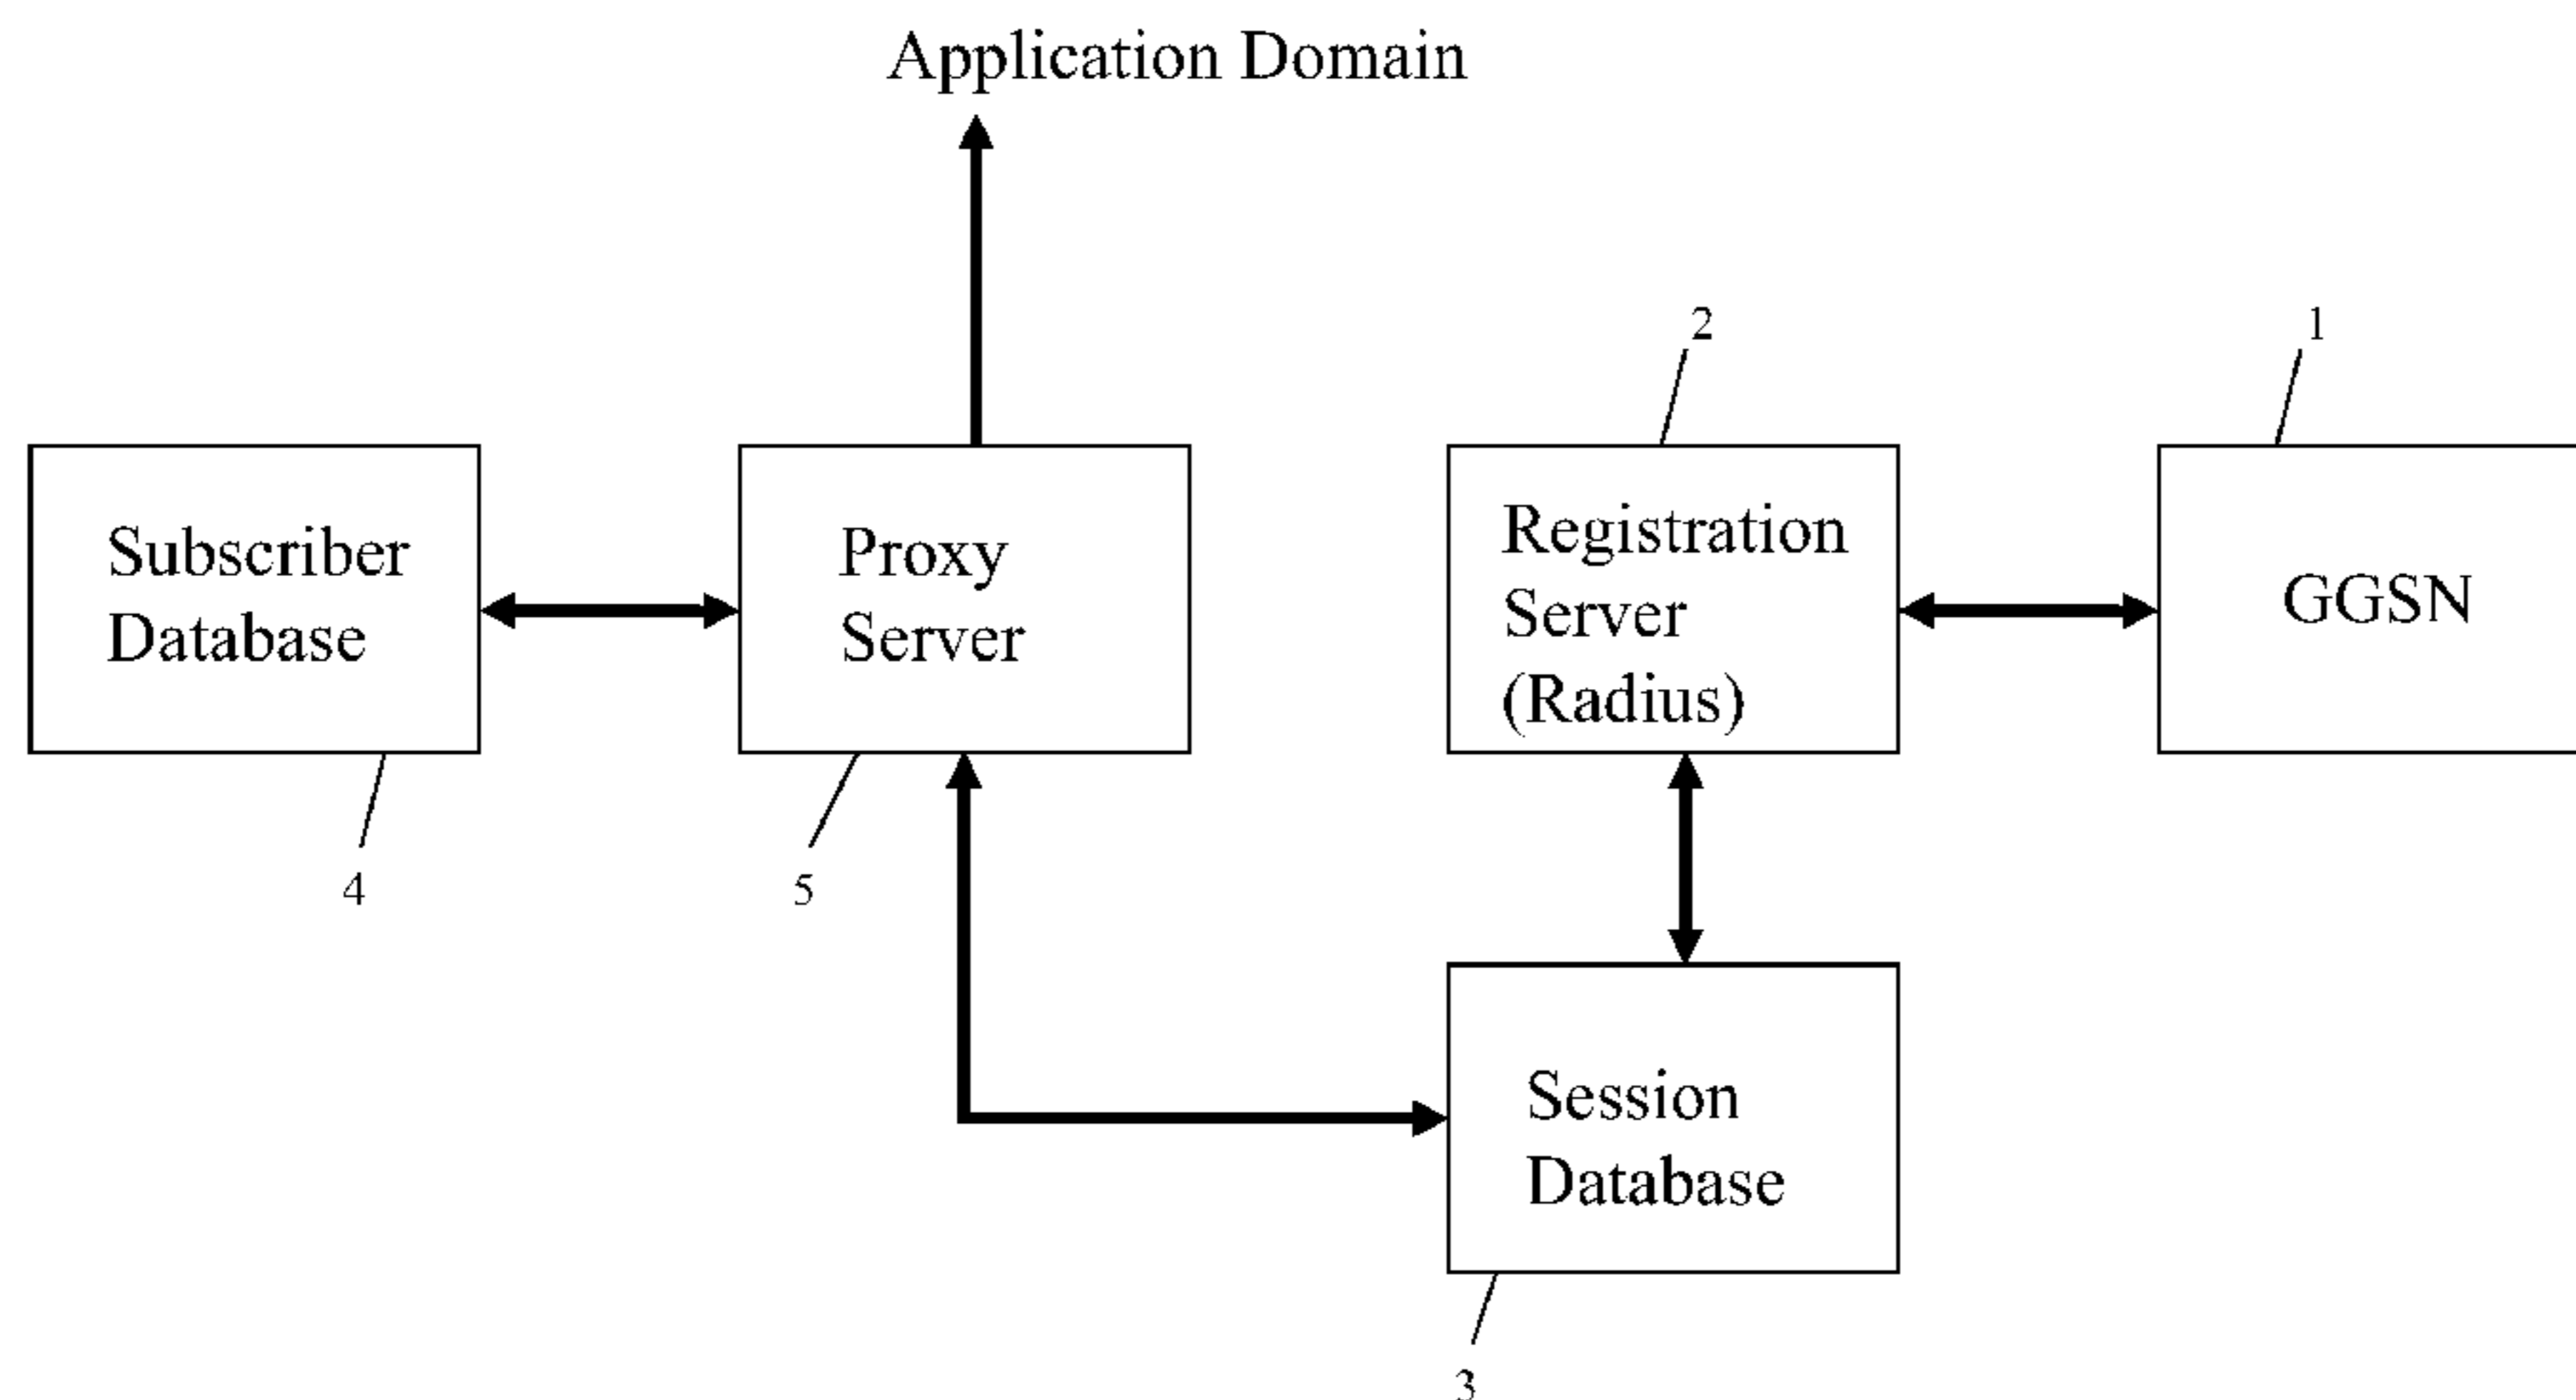 Application Domain
2
1
Subscriber
Database
Proxy
Server
Registration
Server
(Radius)
GGSN
4
5
Session
Database
3